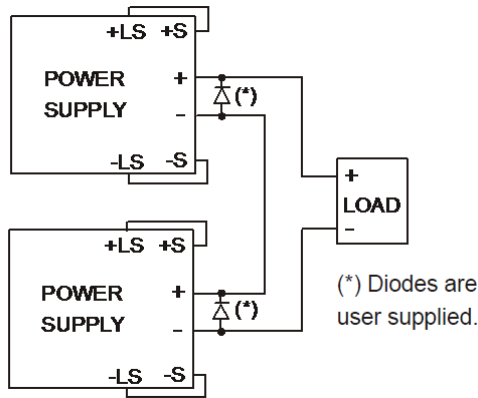 +LS +S
POWER
SUPPLY
+
(*)
–
-LS -S
+
LOAD
–
+LS +S
POWER
SUPPLY
+
(*)
–
-LS -S
(*) Diodes are
user supplied.